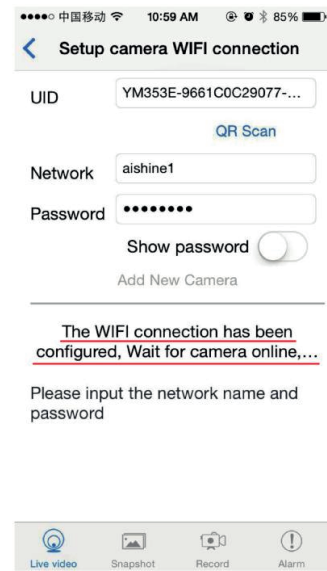 中国移动 10:59 AM 85%
Setup camera WIFI connection
UID YM353E-9661C0C29077-...
QR Scan
Network aishine1
Password ••••••••
Show password
Add New Camera
The WIFI connection has been
configured, Wait for camera online,...
Please input the network name and
password
Live video Snapshot Record Alarm